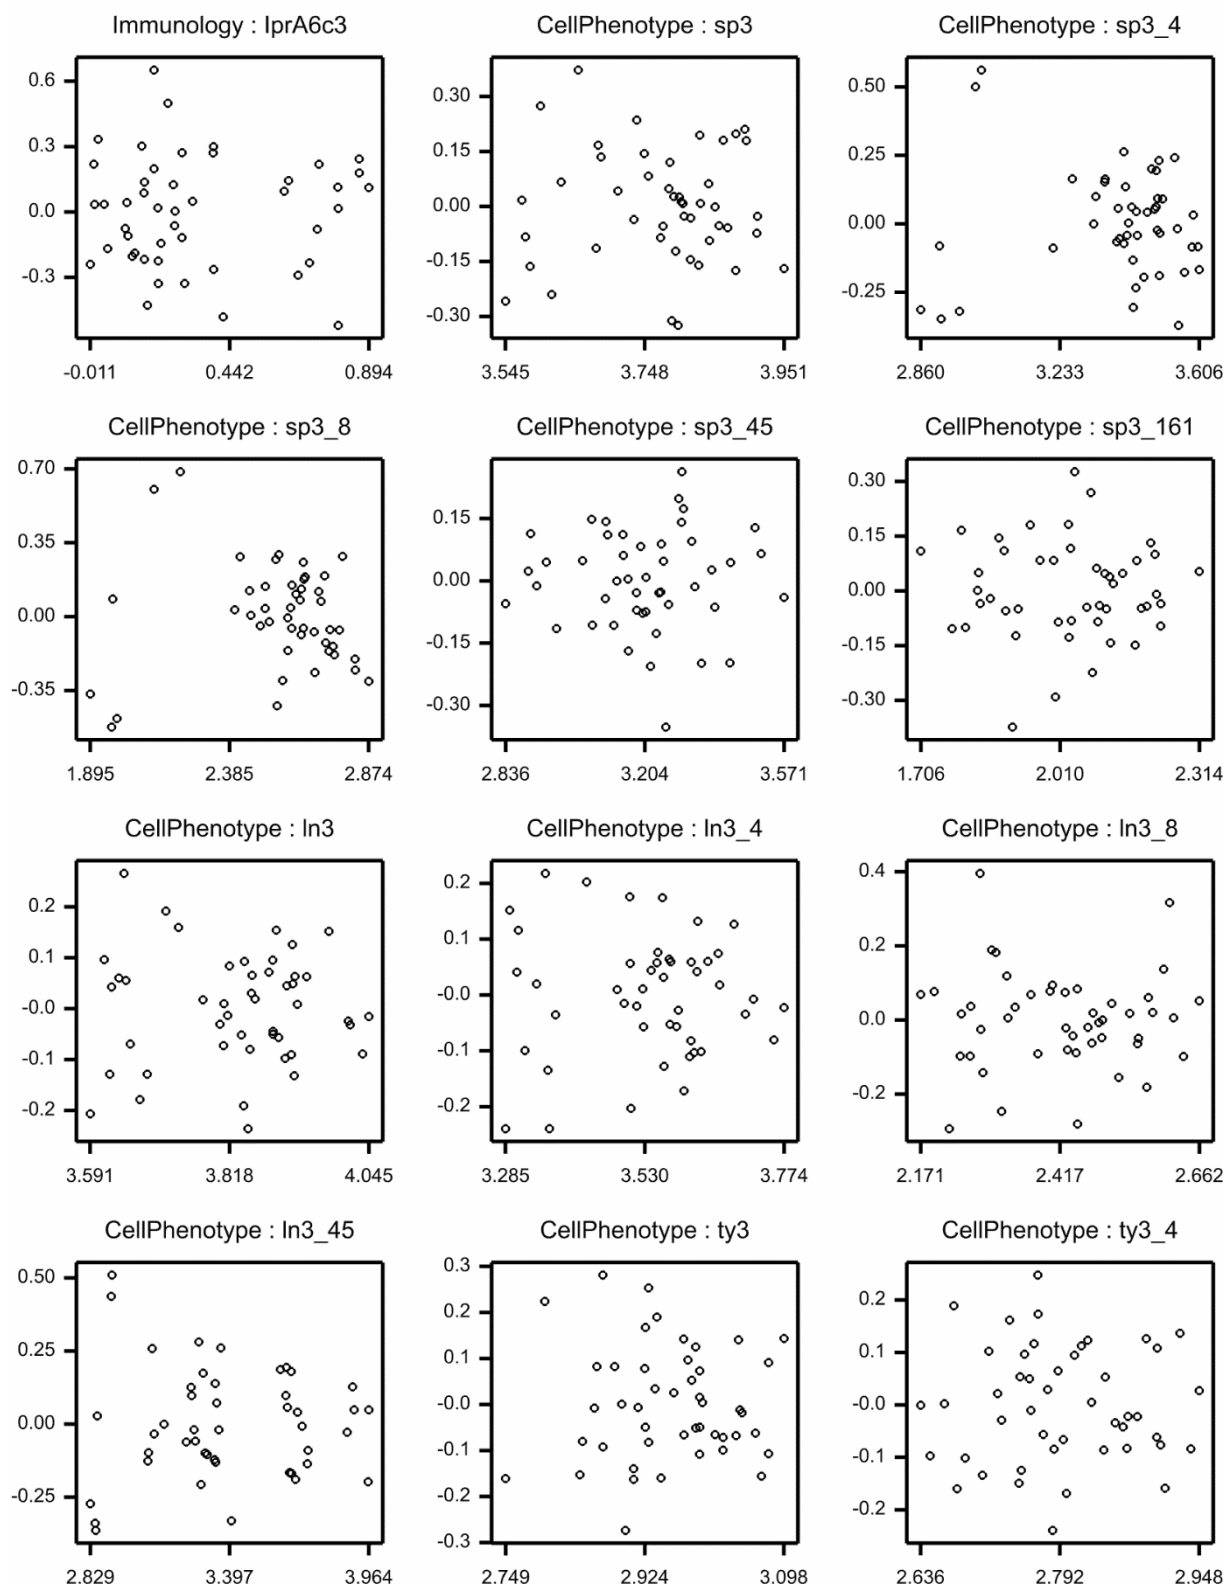 Immunology : IprA6c3 CellPhenotype : sp3 CellPhenotype : sp3_4
0.6 0.3 0.0 -0.3
-0.011 0.442 0.894
0.30 0.15 0.00 -0.15 -0.30
3.545 3.748 3.951
0.50 0.25 0.00 -0.25
2.860 3.233 3.606
CellPhenotype : sp3_8 CellPhenotype : sp3_45 CellPhenotype : sp3_161
0.70 0.35 0.00 -0.35
1.895 2.385 2.874
0.15 0.00 -0.15 -0.30
2.836 3.204 3.571
0.30 0.15 0.00 -0.15 -0.30
1.706 2.010 2.314
CellPhenotype : ln3 CellPhenotype : ln3_4 CellPhenotype : ln3_8
0.2 0.1 -0.0 -0.1 -0.2
3.591 3.818 4.045
0.2 0.1 -0.0 -0.1 -0.2
3.285 3.530 3.774
0.4 0.2 0.0 -0.2
2.171 2.417 2.662
CellPhenotype : ln3_45 CellPhenotype : ty3 CellPhenotype : ty3_4
0.50 0.25 0.00 -0.25
2.829 3.397 3.964
0.3 0.2 0.1 -0.0 -0.1 -0.2 -0.3
2.749 2.924 3.098
0.2 0.1 -0.0 -0.1 -0.2
2.636 2.792 2.948